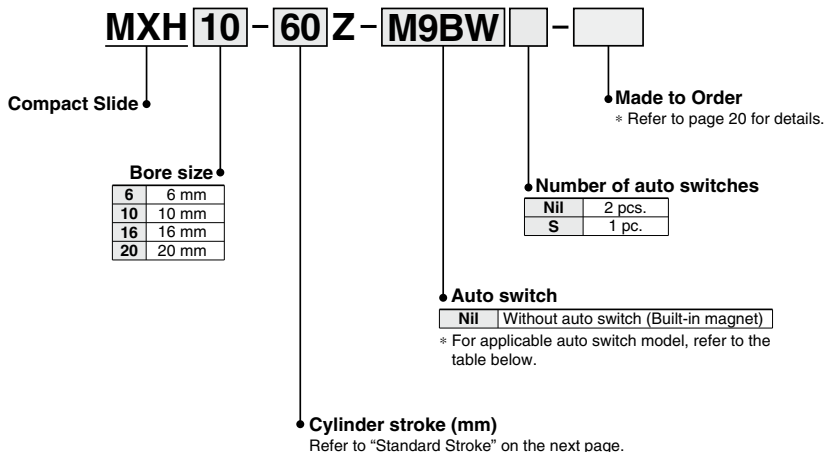 MXH 10 – 60 Z – M9BW –
Compact Slide
Made to Order
* Refer to page 20 for details.
Bore size
6 6 mm
10 10 mm
16 16 mm
20 20 mm
Number of auto switches
Nil 2 pcs.
S 1 pc.
Auto switch
Nil Without auto switch (Built-in magnet)
* For applicable auto switch model, refer to the
table below.
Cylinder stroke (mm)
Refer to “Standard Stroke” on the next page.